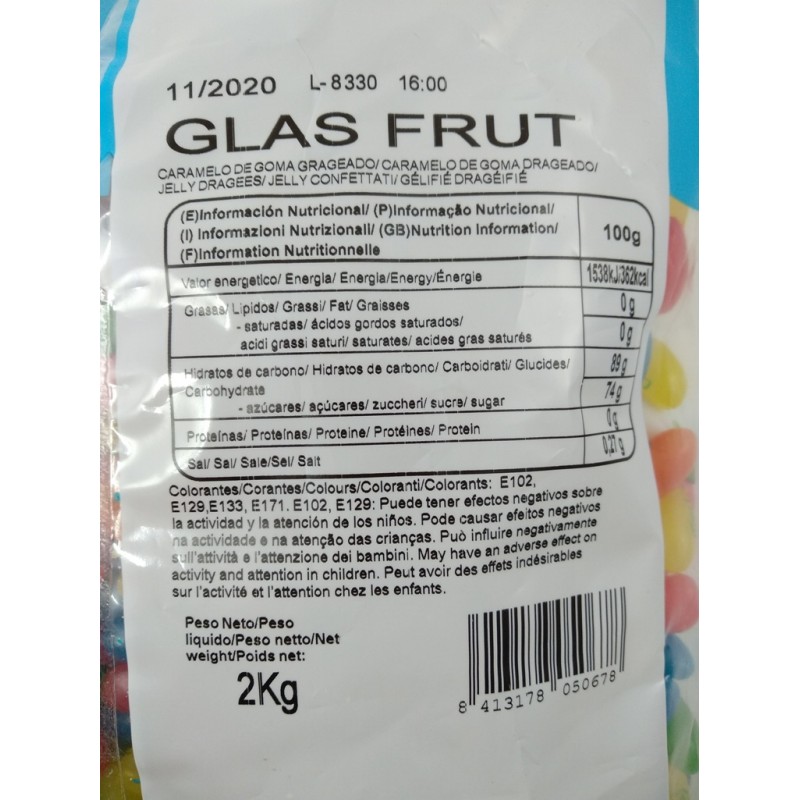 11/2020 L-8330 16:00
GLAS FRUT
CARAMELO DE GOMA GRAGEADO/ CARAMELO DE GOMA DRAGEADO/
JELLY DRAGEES/ JELLY CONFETTATI/ GÉLIFIÉ DRAGÉIFIÉ
(E)Información Nutricional/ (P)Informação Nutricional/
(I) Informazioni Nutrizionali/ (GB)Nutrition Information/
(F)Information Nutritionnelle
100g
Valor energetico/ Energia/ Energia/Energy/Énergie
1538kJ/362kcal
Grasas/ Lipidos/ Grassi/ Fat/ Graisses
0g
- saturadas/ ácidos gordos saturados/
acidi grassi saturi/ saturates/ acides gras saturés
0g
Hidratos de carbono/ Hidratos de carbono/ Carboidrati/ Glucides/
Carbohydrate
89g
- azúcares/ açúcares/ zuccheri/ sucre/ sugar
74g
Proteínas/ Proteínas/ Proteine/ Protéines/ Protein
0g
Sal/ Sal/ Sale/Sel/ Salt
0,27g
Colorantes/Corantes/Colours/Coloranti/Colorants: E102,
E129,E133, E171. E102, E129: Puede tener efectos negativos sobre
la actividad y la atención de los niños. Pode causar efeitos negativos
na actividade e na atenção das crianças. Può influire negativamente
sull'attività e l'attenzione dei bambini. May have an adverse effect on
activity and attention in children. Peut avoir des effets indésirables
sur l'activité et l'attention chez les enfants.
Peso Neto/Peso
liquido/Peso netto/Net
weight/Poids net:
2Kg
8 413178 050678